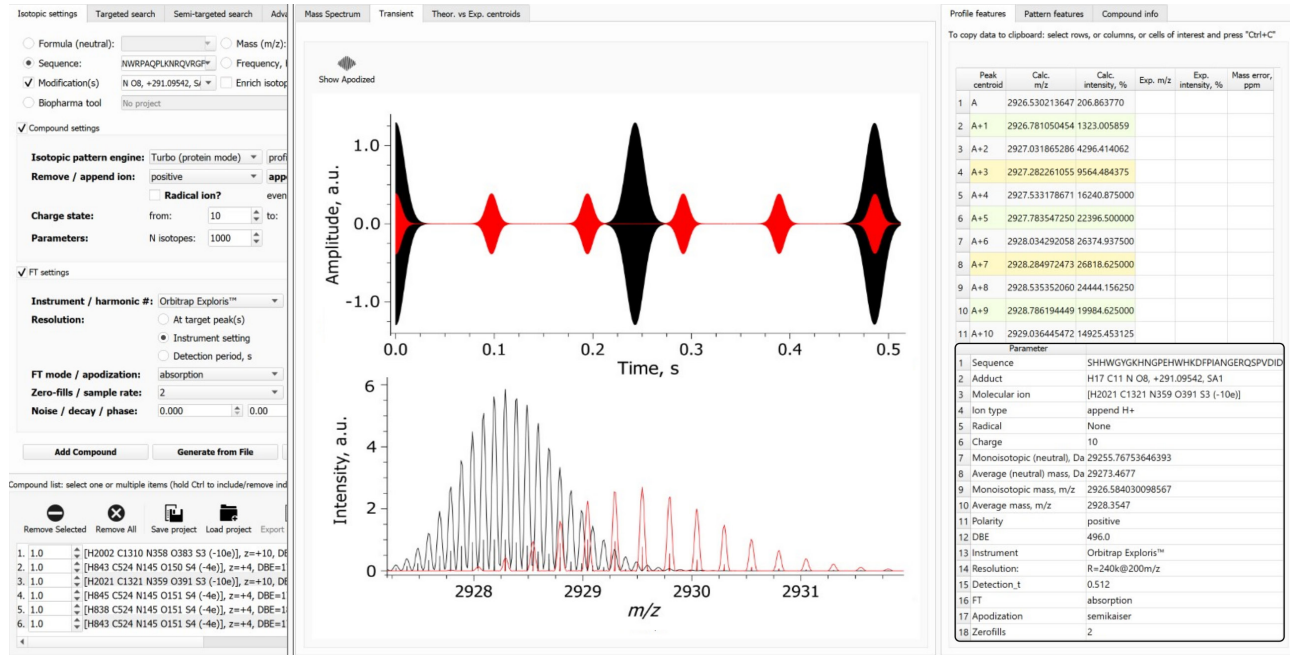 Isotopic settings Targeted search Semi-targeted search Adva
Formula (neutral): Mass (m/z):
Sequence: NWRPAQPLKNRQVRGF Frequency, I
Modification(s) N O8, +291.09542, S/ Enrich isotop
Biopharma tool No project
Compound settings
Isotopic pattern engine: Turbo (protein mode) profi
Remove / append ion: positive appe
Radical ion? even
Charge state: from: 10 to:
Parameters: N isotopes: 1000
FT settings
Instrument / harmonic #: Orbitrap Exploris™
Resolution: At target peak(s)
Instrument setting
Detection period, s
FT mode / apodization: absorption
Zero-fills / sample rate: 2
Noise / decay / phase: 0.000 0.00
Add Compound Generate from File
Compound list: select one or multiple items (hold Ctrl to include/remove ind
Remove Selected Remove All Save project Load project Export
1. 1.0 [H2002 C1310 N358 O383 S3 (-10e)], z=+10, DB
2. 1.0 [H843 C524 N145 O150 S4 (-4e)], z=+4, DBE=1
3. 1.0 [H2021 C1321 N359 O391 S3 (-10e)], z=+10, DB
4. 1.0 [H845 C524 N145 O151 S4 (-4e)], z=+4, DBE=1
5. 1.0 [H838 C524 N145 O151 S4 (-4e)], z=+4, DBE=18
6. 1.0 [H843 C524 N145 O151 S4 (-4e)], z=+4, DBE=1
Mass Spectrum Transient Theor. vs Exp. centroids
Show Apodized
Amplitude, a.u.
1.0
0.0
-1.0
0.0 0.1 0.2 0.3 0.4 0.5
Time, s
Intensity, a.u.
6
4
2
0
2928 2929 2930 2931
m/z
Profile features Pattern features Compound info
To copy data to clipboard: select rows, or columns, or cells of interest and press "Ctrl+C"
Peak centroid Calc. m/z Calc. intensity, % Exp. m/z Exp. intensity, % Mass error, ppm
1 A 2926.530213647 206.863770
2 A+1 2926.781050454 1323.005859
3 A+2 2927.031865286 4296.414062
4 A+3 2927.282261055 9564.484375
5 A+4 2927.533178671 16240.875000
6 A+5 2927.783547250 22396.500000
7 A+6 2928.034292058 26374.937500
8 A+7 2928.284972473 26818.625000
9 A+8 2928.535352060 24444.156250
10 A+9 2928.786194449 19984.625000
11 A+10 2929.036445472 14925.453125
Parameter
1 Sequence SHHWGYGKHNGPEHWHKDFPIANGERQSPVDID
2 Adduct H17 C11 N O8, +291.09542, SA1
3 Molecular ion [H2021 C1321 N359 O391 S3 (-10e)]
4 Ion type append H+
5 Radical None
6 Charge 10
7 Monoisotopic (neutral), Da 29255.76753646393
8 Average (neutral) mass, Da 29273.4677
9 Monoisotopic mass, m/z 2926.584030098567
10 Average mass, m/z 2928.3547
11 Polarity positive
12 DBE 496.0
13 Instrument Orbitrap Exploris™
14 Resolution: R=240k@200m/z
15 Detection_t 0.512
16 FT absorption
17 Apodization semikaiser
18 Zerofills 2